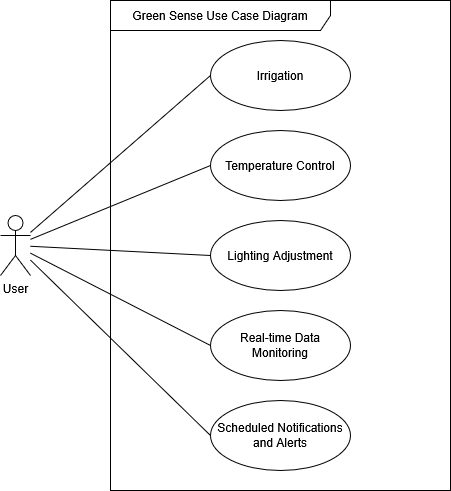 Green Sense Use Case Diagram
Irrigation
Temperature Control
Lighting Adjustment
User
Real-time Data
Monitoring
Scheduled Notifications
and Alerts